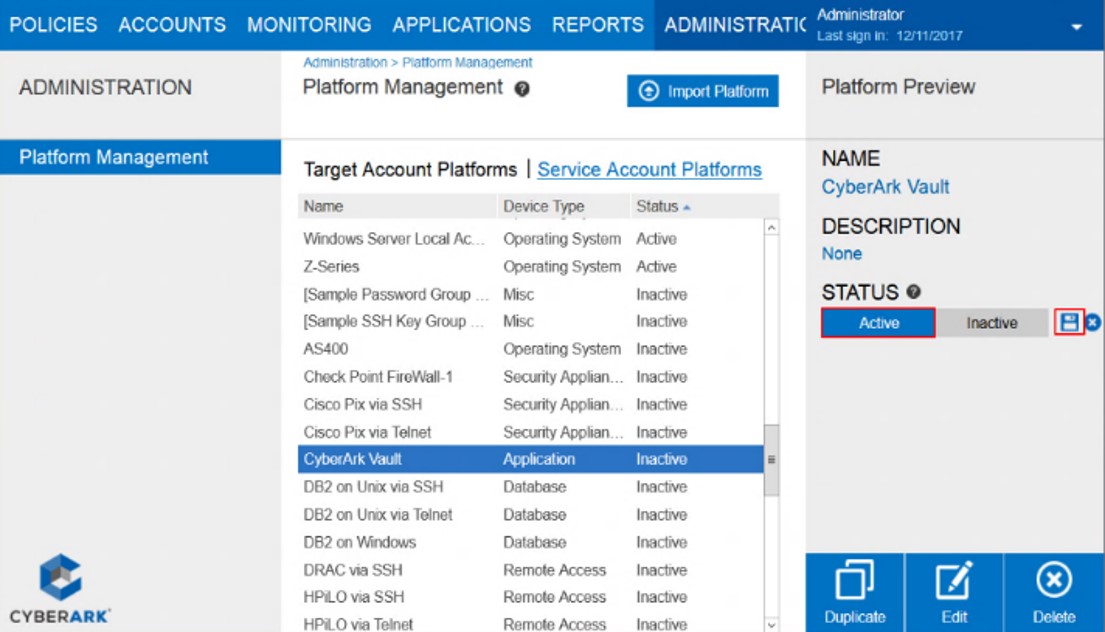 POLICIES ACCOUNTS MONITORING APPLICATIONS REPORTS ADMINISTRATIC
Administrator
Last sign in: 12/11/2017
ADMINISTRATION
Platform Management
Administration > Platform Management
Platform Management ?
Import Platform
Target Account Platforms | Service Account Platforms
Name Device Type Status
Windows Server Local Ac... Operating System Active
Z-Series Operating System Active
[Sample Password Group ... Misc Inactive
[Sample SSH Key Group ... Misc Inactive
AS400 Operating System Inactive
Check Point FireWall-1 Security Applian... Inactive
Cisco Pix via SSH Security Applian... Inactive
Cisco Pix via Telnet Security Applian... Inactive
CyberArk Vault Application Inactive
DB2 on Unix via SSH Database Inactive
DB2 on Unix via Telnet Database Inactive
DB2 on Windows Database Inactive
DRAC via SSH Remote Access Inactive
HPiLO via SSH Remote Access Inactive
HPiLO via Telnet Remote Access Inactive
Platform Preview
NAME
CyberArk Vault
DESCRIPTION
None
STATUS ?
Active Inactive
Duplicate Edit Delete
CYBERARK